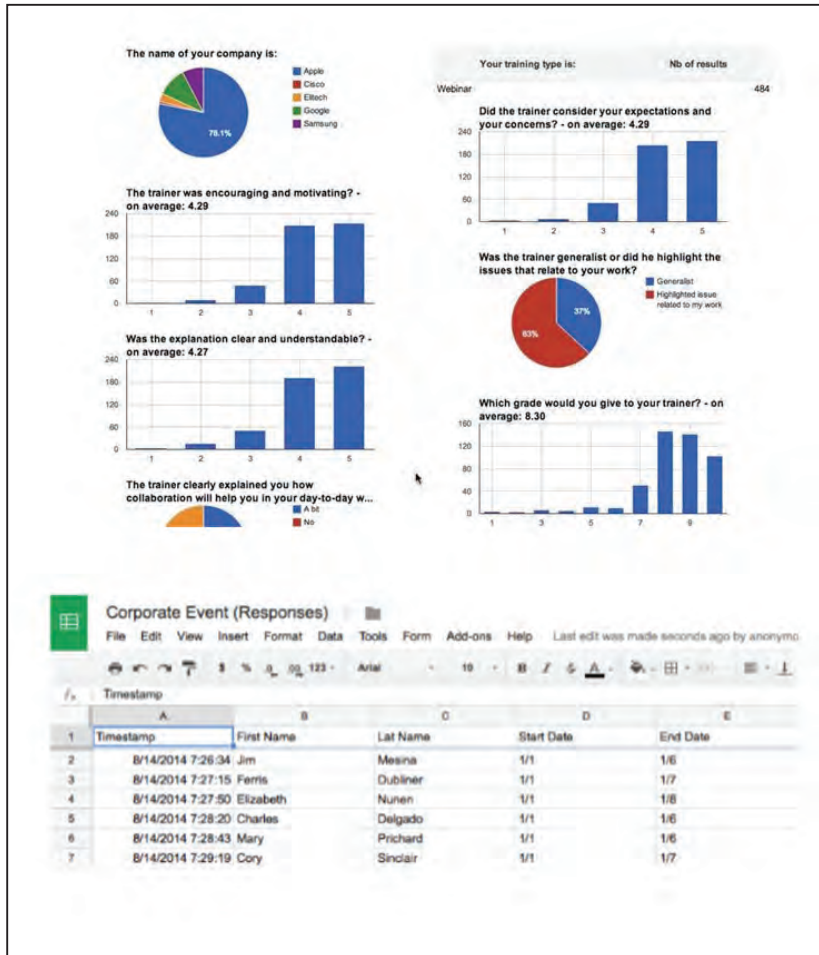 The name of your company is:
Apple
Cisco
Elitech
Google
Samsung
78.1%
The trainer was encouraging and motivating? -
on average: 4.29
240
180
120
60
0
1 2 3 4 5
Was the explanation clear and understandable? -
on average: 4.27
240
180
120
60
0
1 2 3 4 5
The trainer clearly explained you how
collaboration will help you in your day-to-day w...
A bit
No
Your training type is: Nb of results
Webinar 484
Did the trainer consider your expectations and
your concerns? - on average: 4.29
240
180
120
60
0
1 2 3 4 5
Was the trainer generalist or did he highlight the
issues that relate to your work?
Generalist
Highlighted issue
related to my work
37%
63%
Which grade would you give to your trainer? - on
average: 8.30
160
120
80
40
0
1 3 5 7 9
Corporate Event (Responses)
File Edit View Insert Format Data Tools Form Add-ons Help Last edit was made seconds ago by anonymo
$ % .0 .00 123 Arial 10 B I S A
fx Timestamp
A B C D E
1 Timestamp First Name Lat Name Start Date End Date
2 8/14/2014 7:26:34 Jim Mesina 1/1 1/6
3 8/14/2014 7:27:15 Ferris Dubliner 1/1 1/7
4 8/14/2014 7:27:50 Elizabeth Nunen 1/1 1/8
5 8/14/2014 7:28:20 Charles Delgado 1/1 1/6
6 8/14/2014 7:28:43 Mary Prichard 1/1 1/6
7 8/14/2014 7:29:19 Cory Sinclair 1/1 1/7